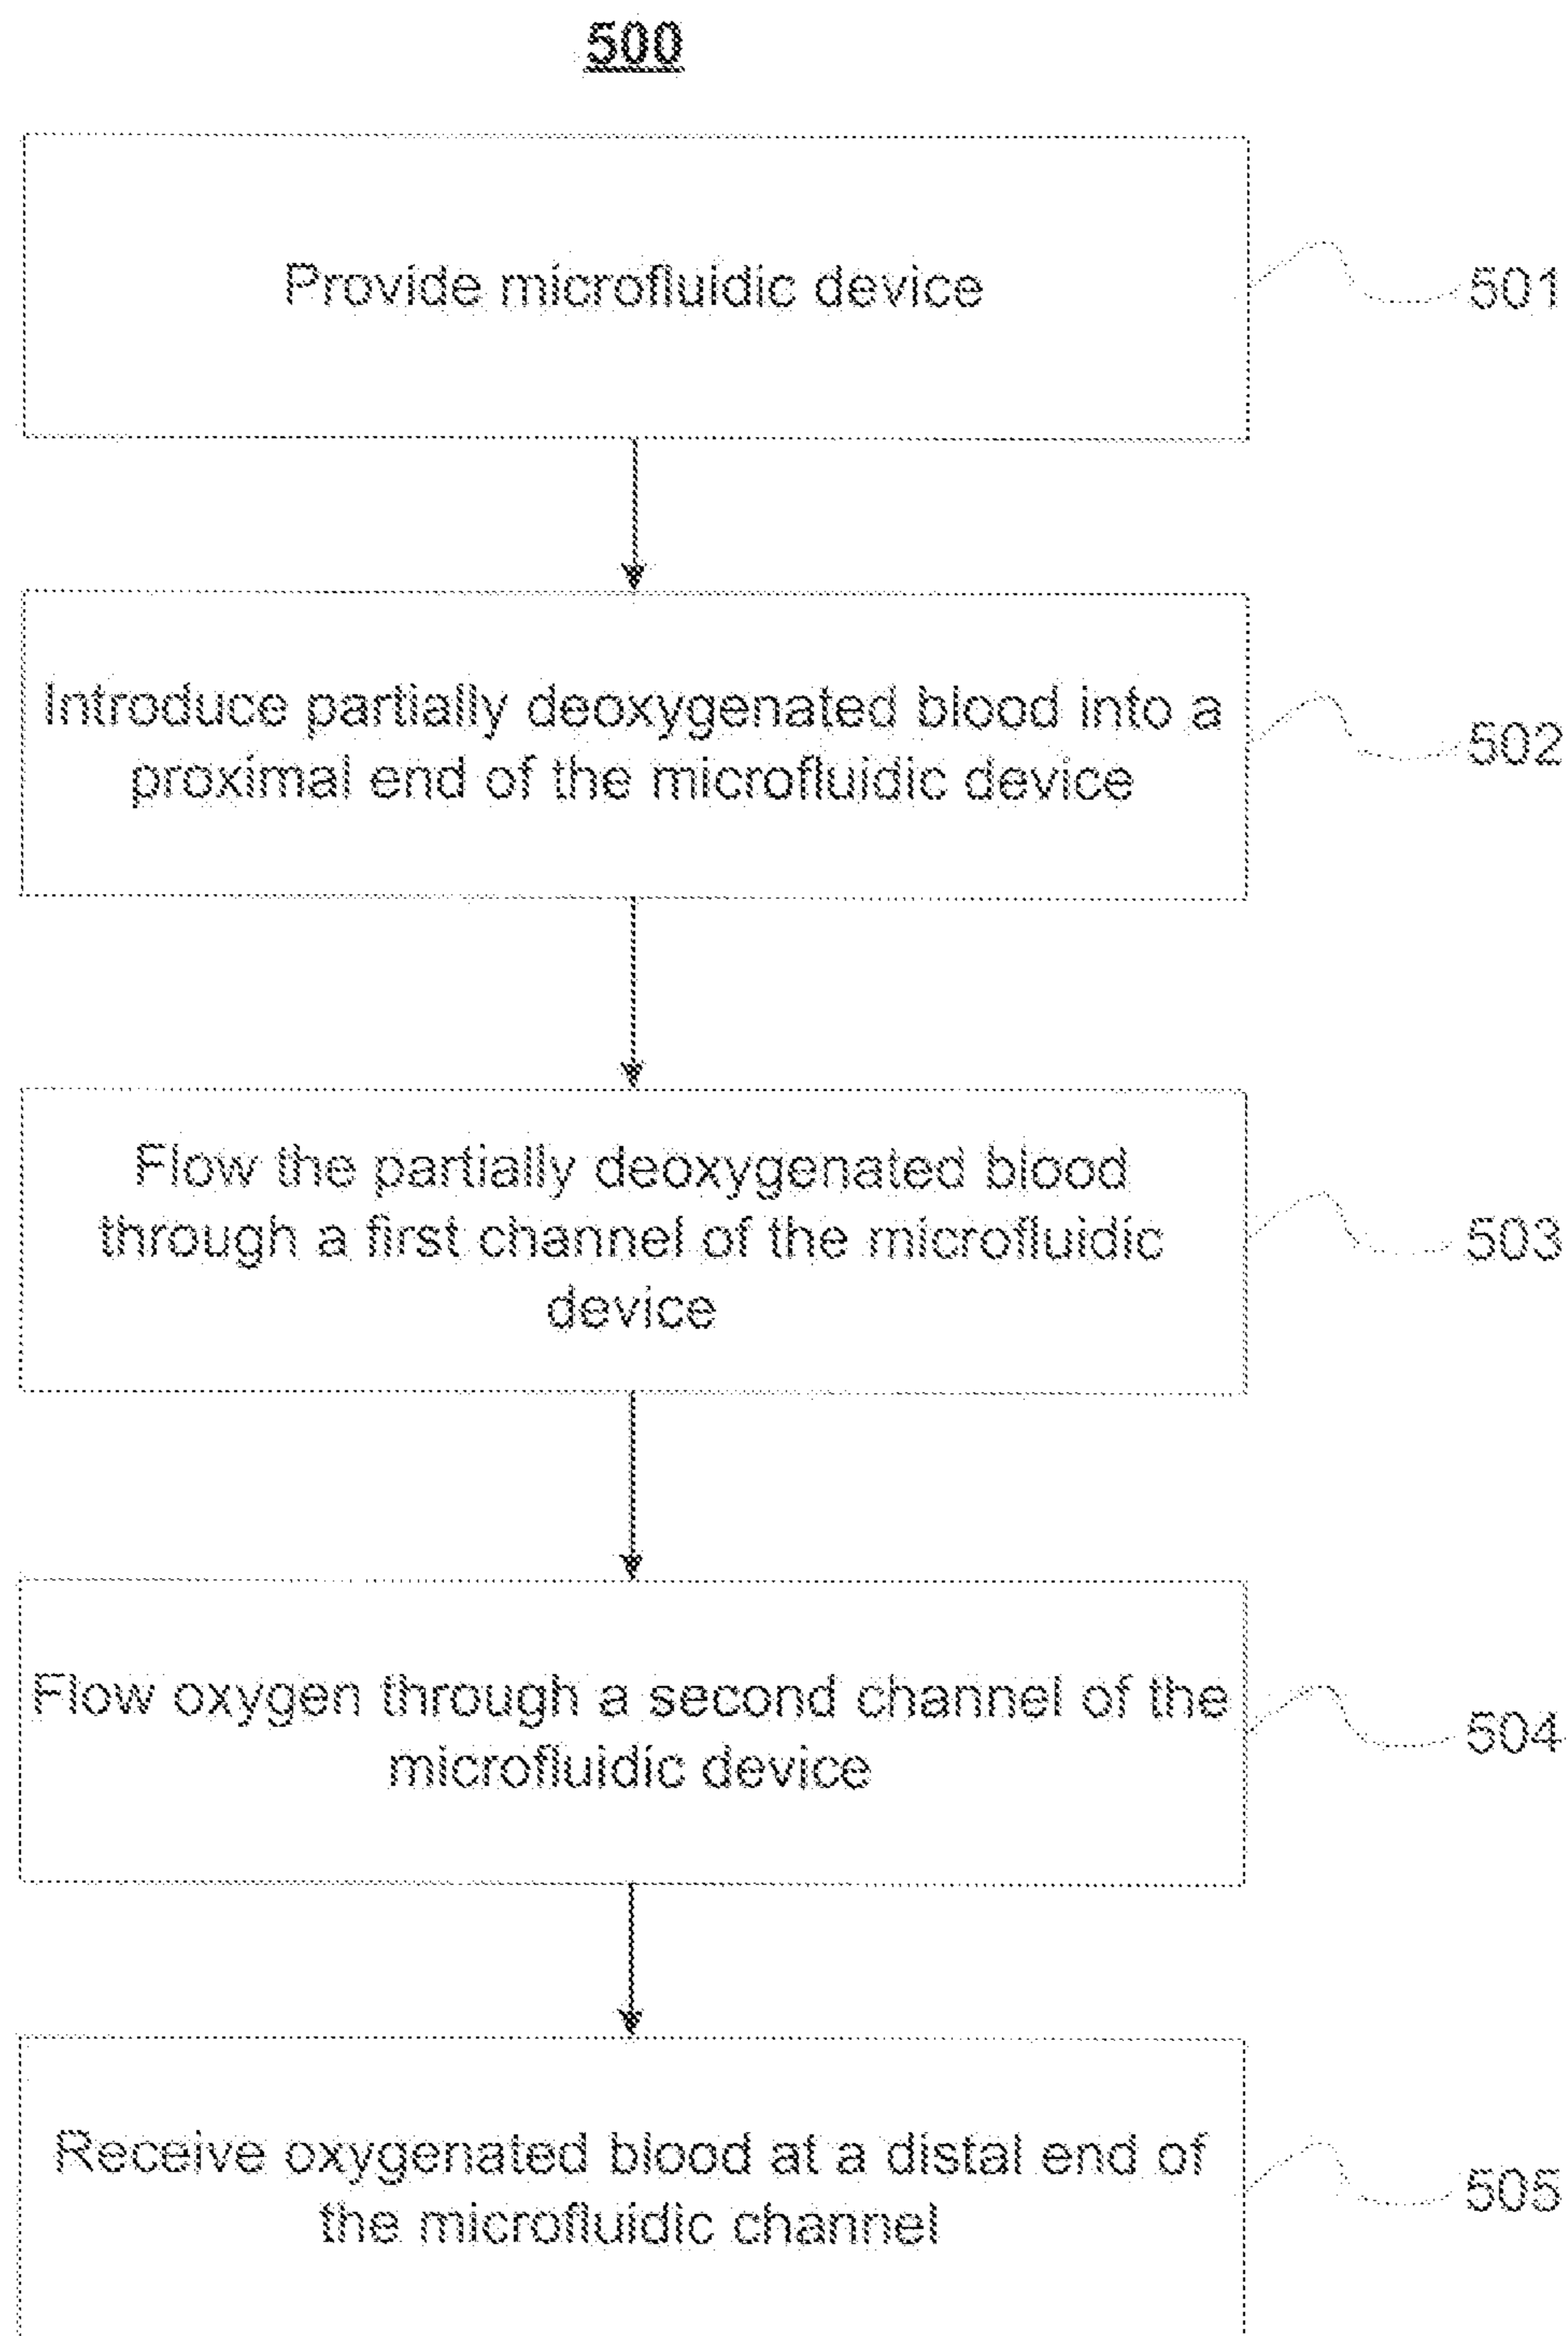 500
Provide microfluidic device
501
Introduce partially deoxygenated blood into a
proximal end of the microfluidic device
502
Flow the partially deoxygenated blood
through a first channel of the microfluidic
device
503
Flow oxygen through a second channel of the
microfluidic device
504
Receive oxygenated blood at a distal end of
the microfluidic channel
505